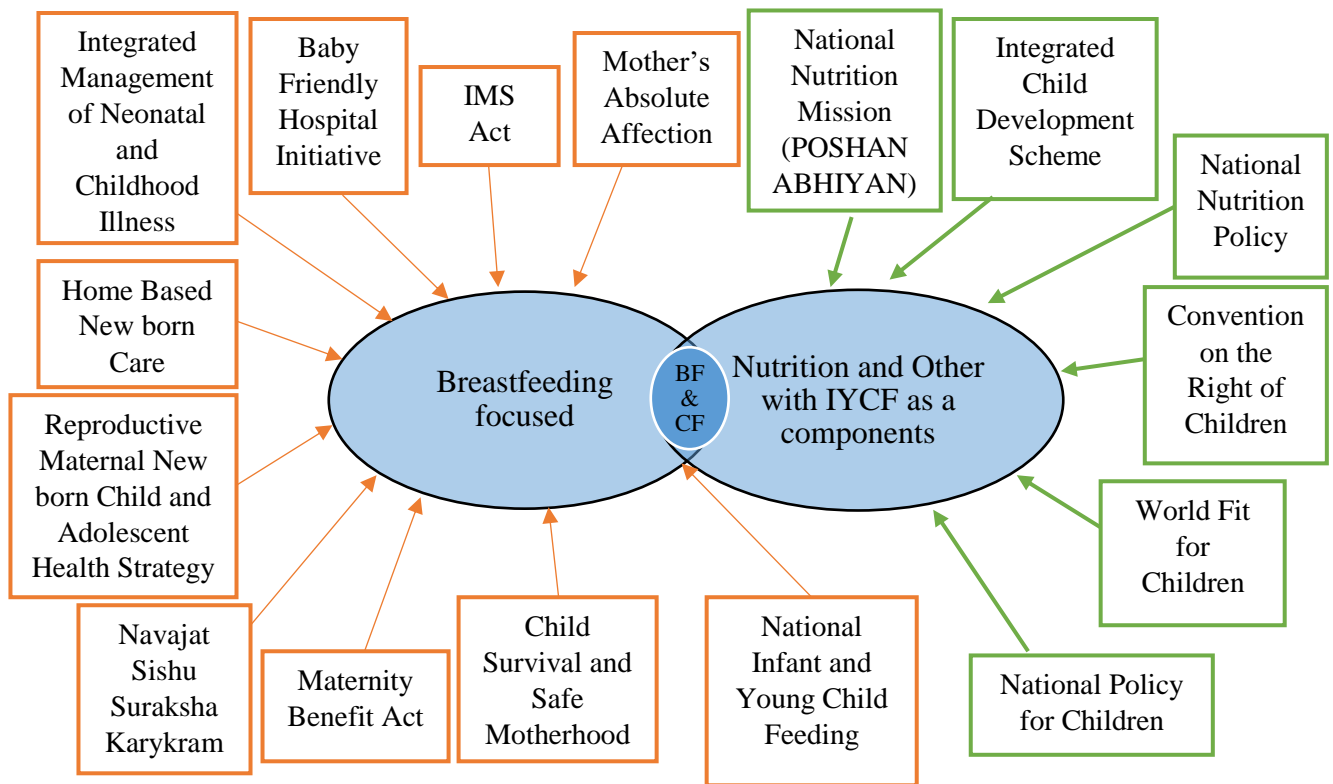 Integrated
Management
of Neonatal
and
Childhood
Illness
Baby
Friendly
Hospital
Initiative
IMS
Act
Mother’s
Absolute
Affection
National
Nutrition
Mission
(POSHAN
ABHIYAN)
Integrated
Child
Development
Scheme
National
Nutrition
Policy
Home Based
New born
Care
Convention
on the
Right of
Children
Breastfeeding
focused
BF
&
CF
Nutrition and Other
with IYCF as a
components
Reproductive
Maternal New
born Child and
Adolescent
Health Strategy
World Fit
for
Children
Navajat
Sishu
Suraksha
Karykram
Maternity
Benefit Act
Child
Survival and
Safe
Motherhood
National
Infant and
Young Child
Feeding
National Policy
for Children